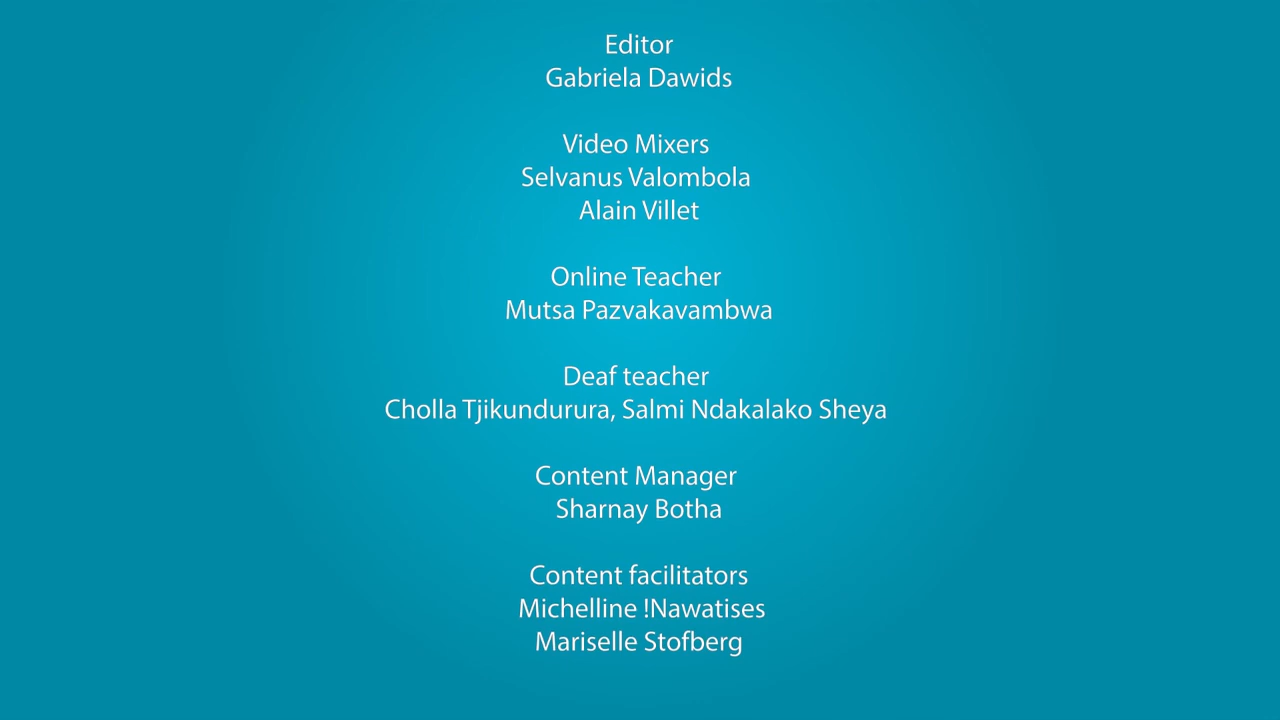 Editor
Gabriela Dawids
Video Mixers
Selvanus Valombola
Alain Villet
Online Teacher
Mutsa Pazvakavambwa
Deaf teacher
Cholla Tjikundurura, Salmi Ndakalako Sheya
Content Manager
Sharnay Botha
Content facilitators
Michelline !Nawatises
Mariselle Stofberg